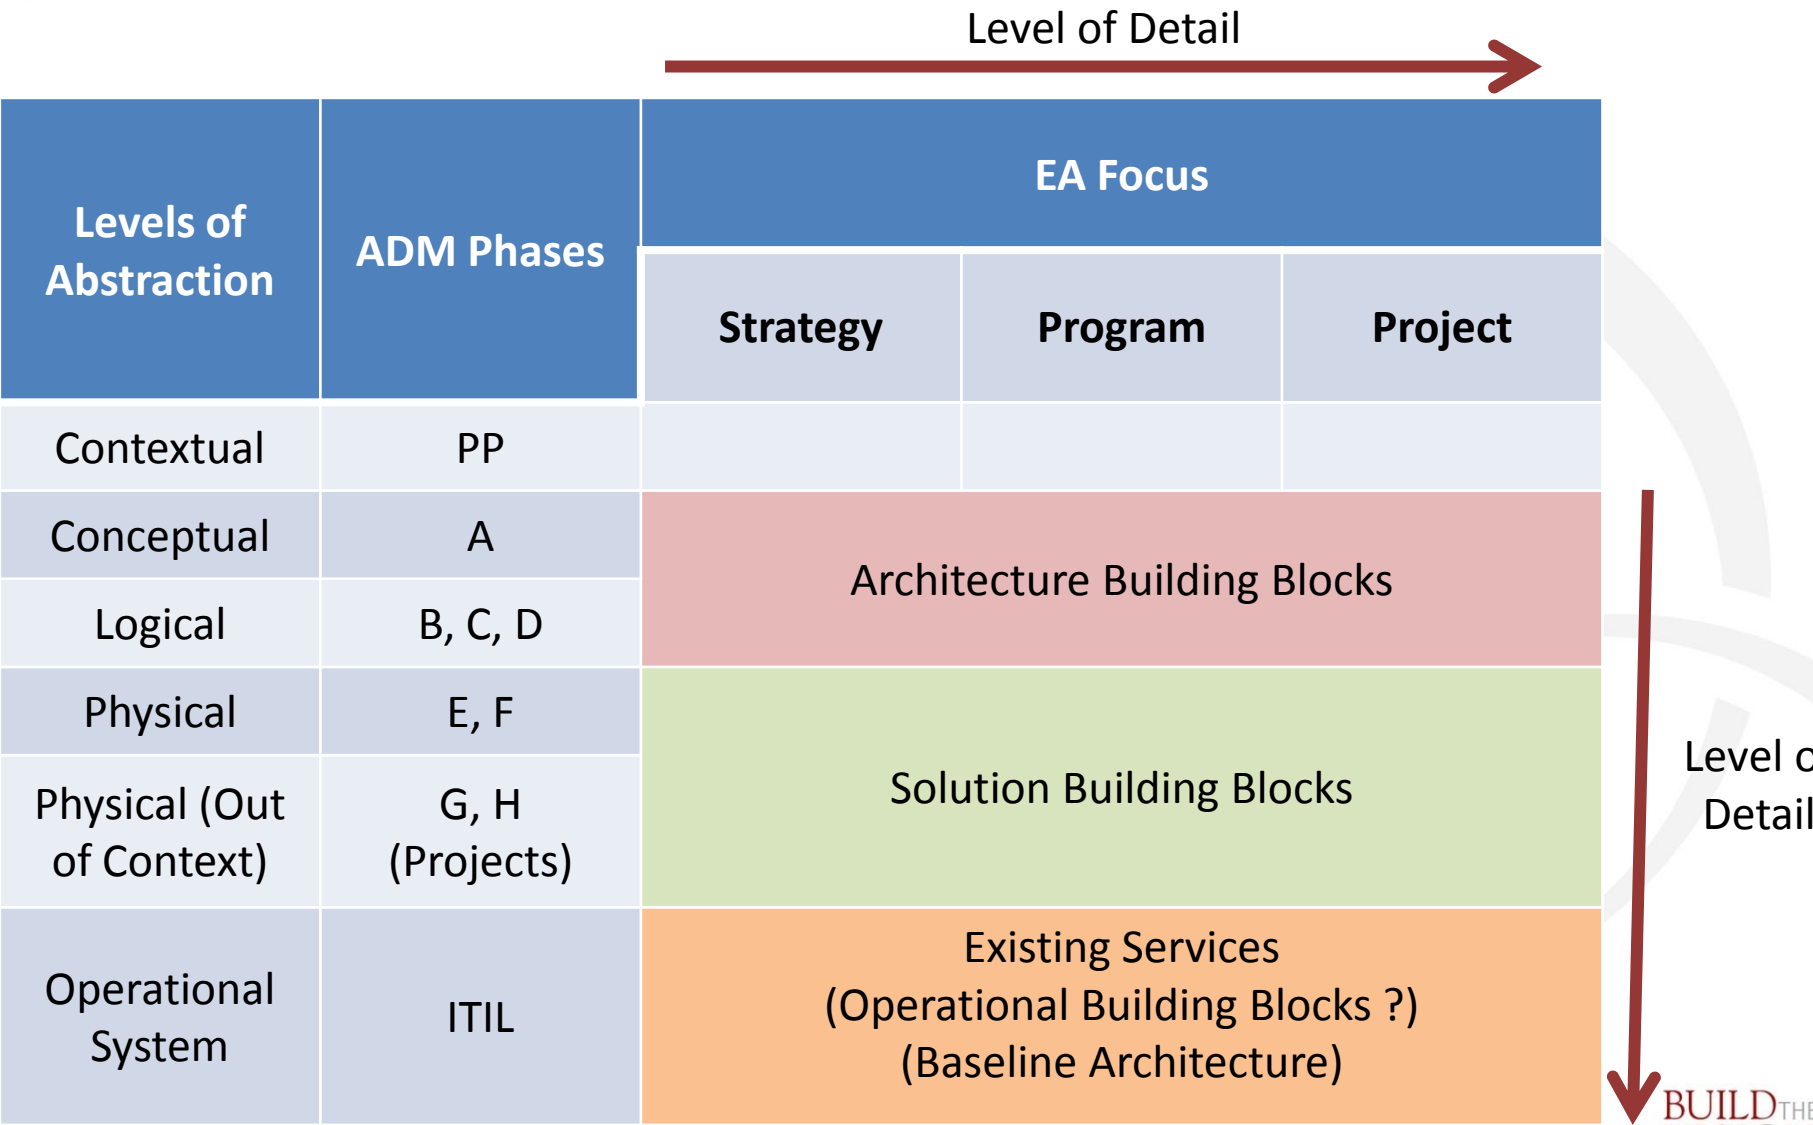 Level of Detail
Levels of
Abstraction
ADM Phases
EA Focus
Strategy
Program
Project
Contextual
PP
Conceptual
A
Architecture Building Blocks
Logical
B, C, D
Physical
E, F
Solution Building Blocks
Physical (Out
of Context)
G, H
(Projects)
Level o
Detail
Operational
System
ITIL
Existing Services
(Operational Building Blocks ?)
(Baseline Architecture)
BUILDTHE